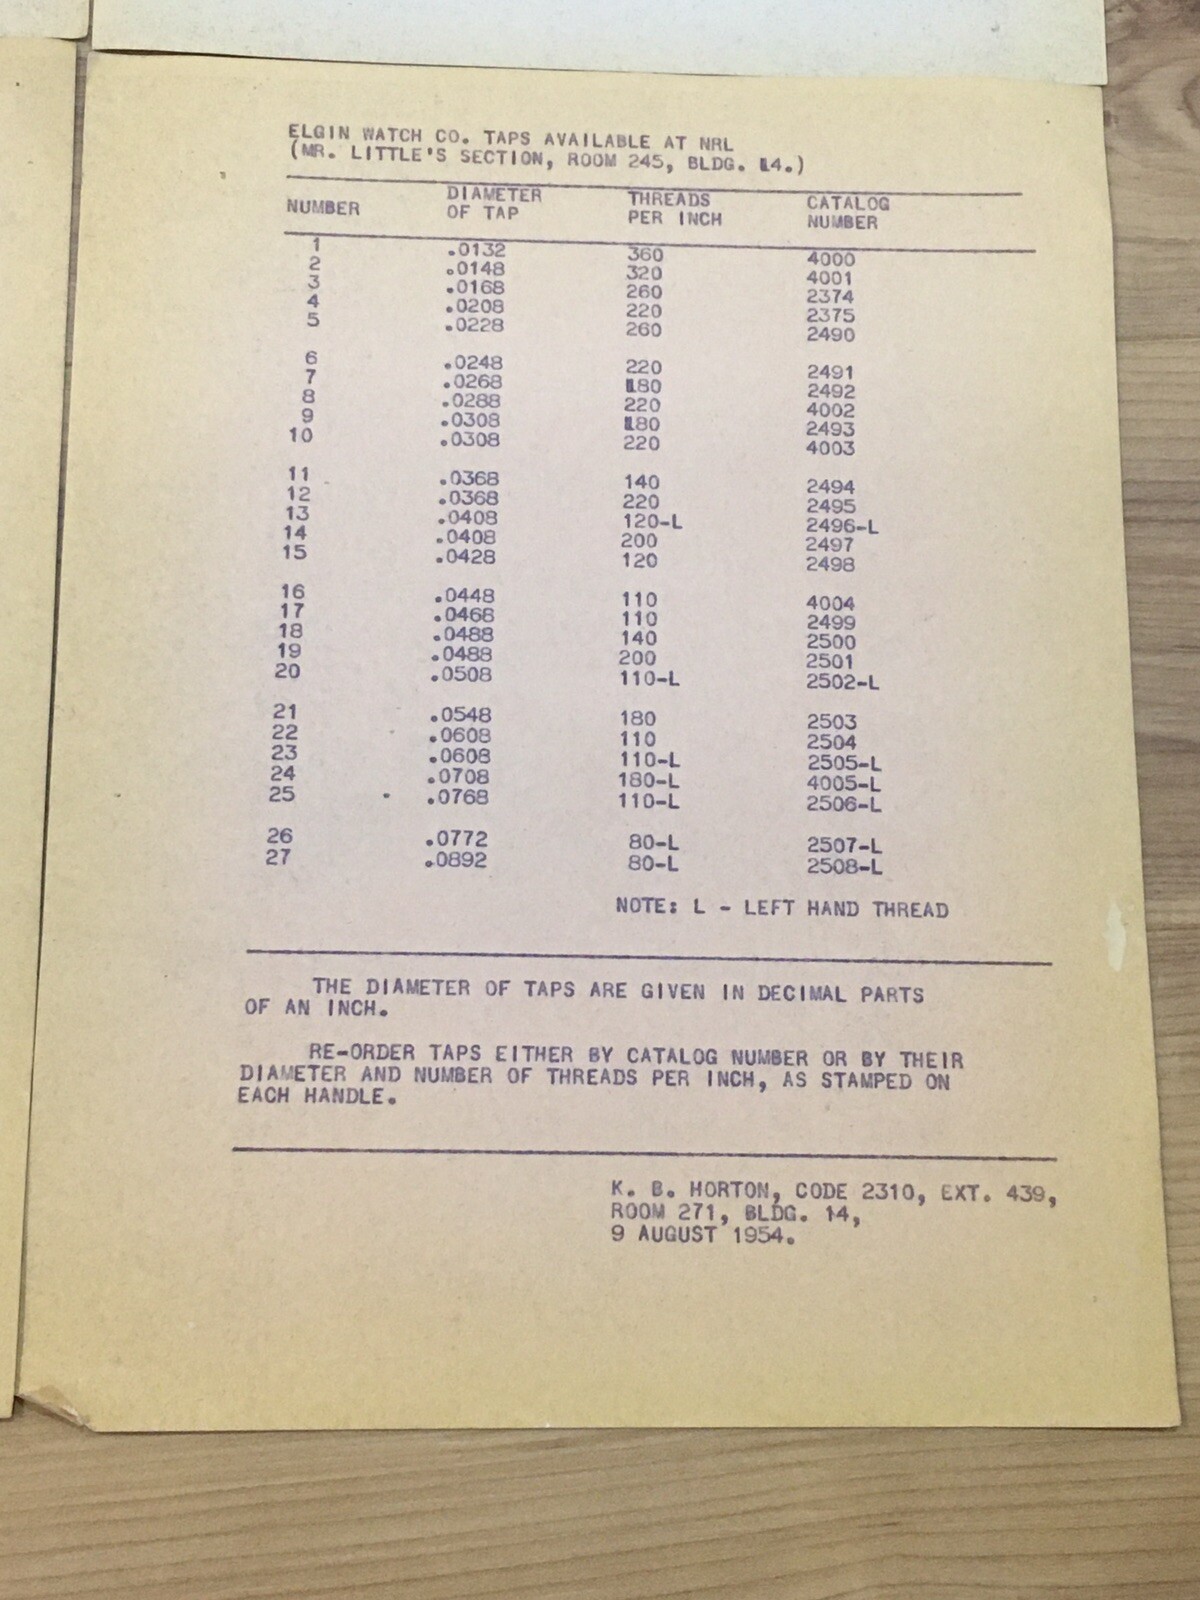 ELGIN WATCH CO. TAPS AVAILABLE AT NRL
(MR. LITTLE'S SECTION, ROOM 245, BLDG. 14.)
NUMBER DIAMETER OF TAP THREADS PER INCH CATALOG NUMBER
1 .0132 360 4000
2 .0148 320 4001
3 .0168 260 2374
4 .0208 220 2375
5 .0228 260 2490
6 .0248 220 2491
7 .0268 180 2492
8 .0288 220 4002
9 .0308 180 2493
10 .0308 220 4003
11 .0368 140 2494
12 .0368 220 2495
13 .0408 120-L 2496-L
14 .0408 200 2497
15 .0428 120 2498
16 .0448 110 4004
17 .0468 110 2499
18 .0488 140 2500
19 .0488 200 2501
20 .0508 110-L 2502-L
21 .0548 180 2503
22 .0608 110 2504
23 .0608 110-L 2505-L
24 .0708 180-L 4005-L
25 .0768 110-L 2506-L
26 .0772 80-L 2507-L
27 .0892 80-L 2508-L
NOTE: L - LEFT HAND THREAD
THE DIAMETER OF TAPS ARE GIVEN IN DECIMAL PARTS
OF AN INCH.
RE-ORDER TAPS EITHER BY CATALOG NUMBER OR BY THEIR
DIAMETER AND NUMBER OF THREADS PER INCH, AS STAMPED ON
EACH HANDLE.
K. B. HORTON, CODE 2310, EXT. 439,
ROOM 271, BLDG. 14,
9 AUGUST 1954.